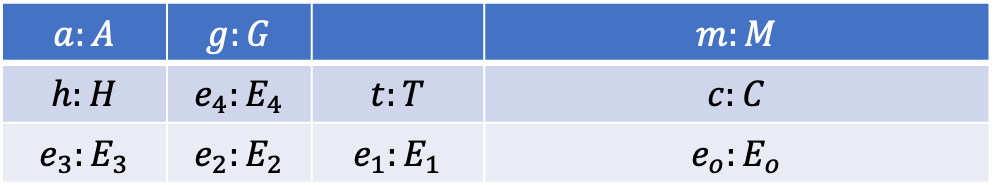 a: A g: G m: M
h: H e₄: E₄ t: T c: C
e₃: E₃ e₂: E₂ e₁: E₁ eₒ: Eₒ